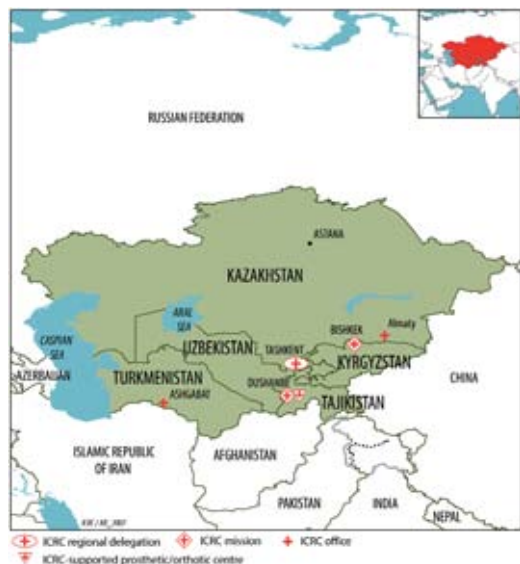 RUSSIAN FEDERATION
ASTANA
KAZAKHSTAN
ARAL
SEA
Almaty
BISHKEK
CASPIAN
SEA
UZBEKISTAN
TASHKENT
KYRGYZSTAN
AZERBAIJAN
TURKMENISTAN
DUSHANBE
CHINA
ASHGABAT
TAJIKISTAN
ISLAMIC REPUBLIC
OF IRAN
AFGHANISTAN
PAKISTAN
INDIA
NEPAL
ICRC regional delegation
ICRC mission
ICRC office
ICRC-supported prosthetic/orthotic centre